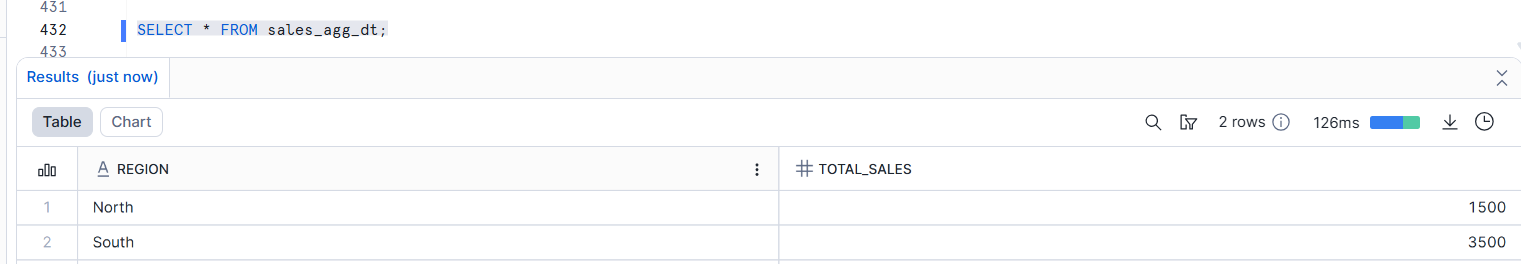 431
432 SELECT * FROM sales_agg_dt;
433
Results (just now)
Table Chart 2 rows 126ms
A REGION # TOTAL_SALES
1 North 1500
2 South 3500